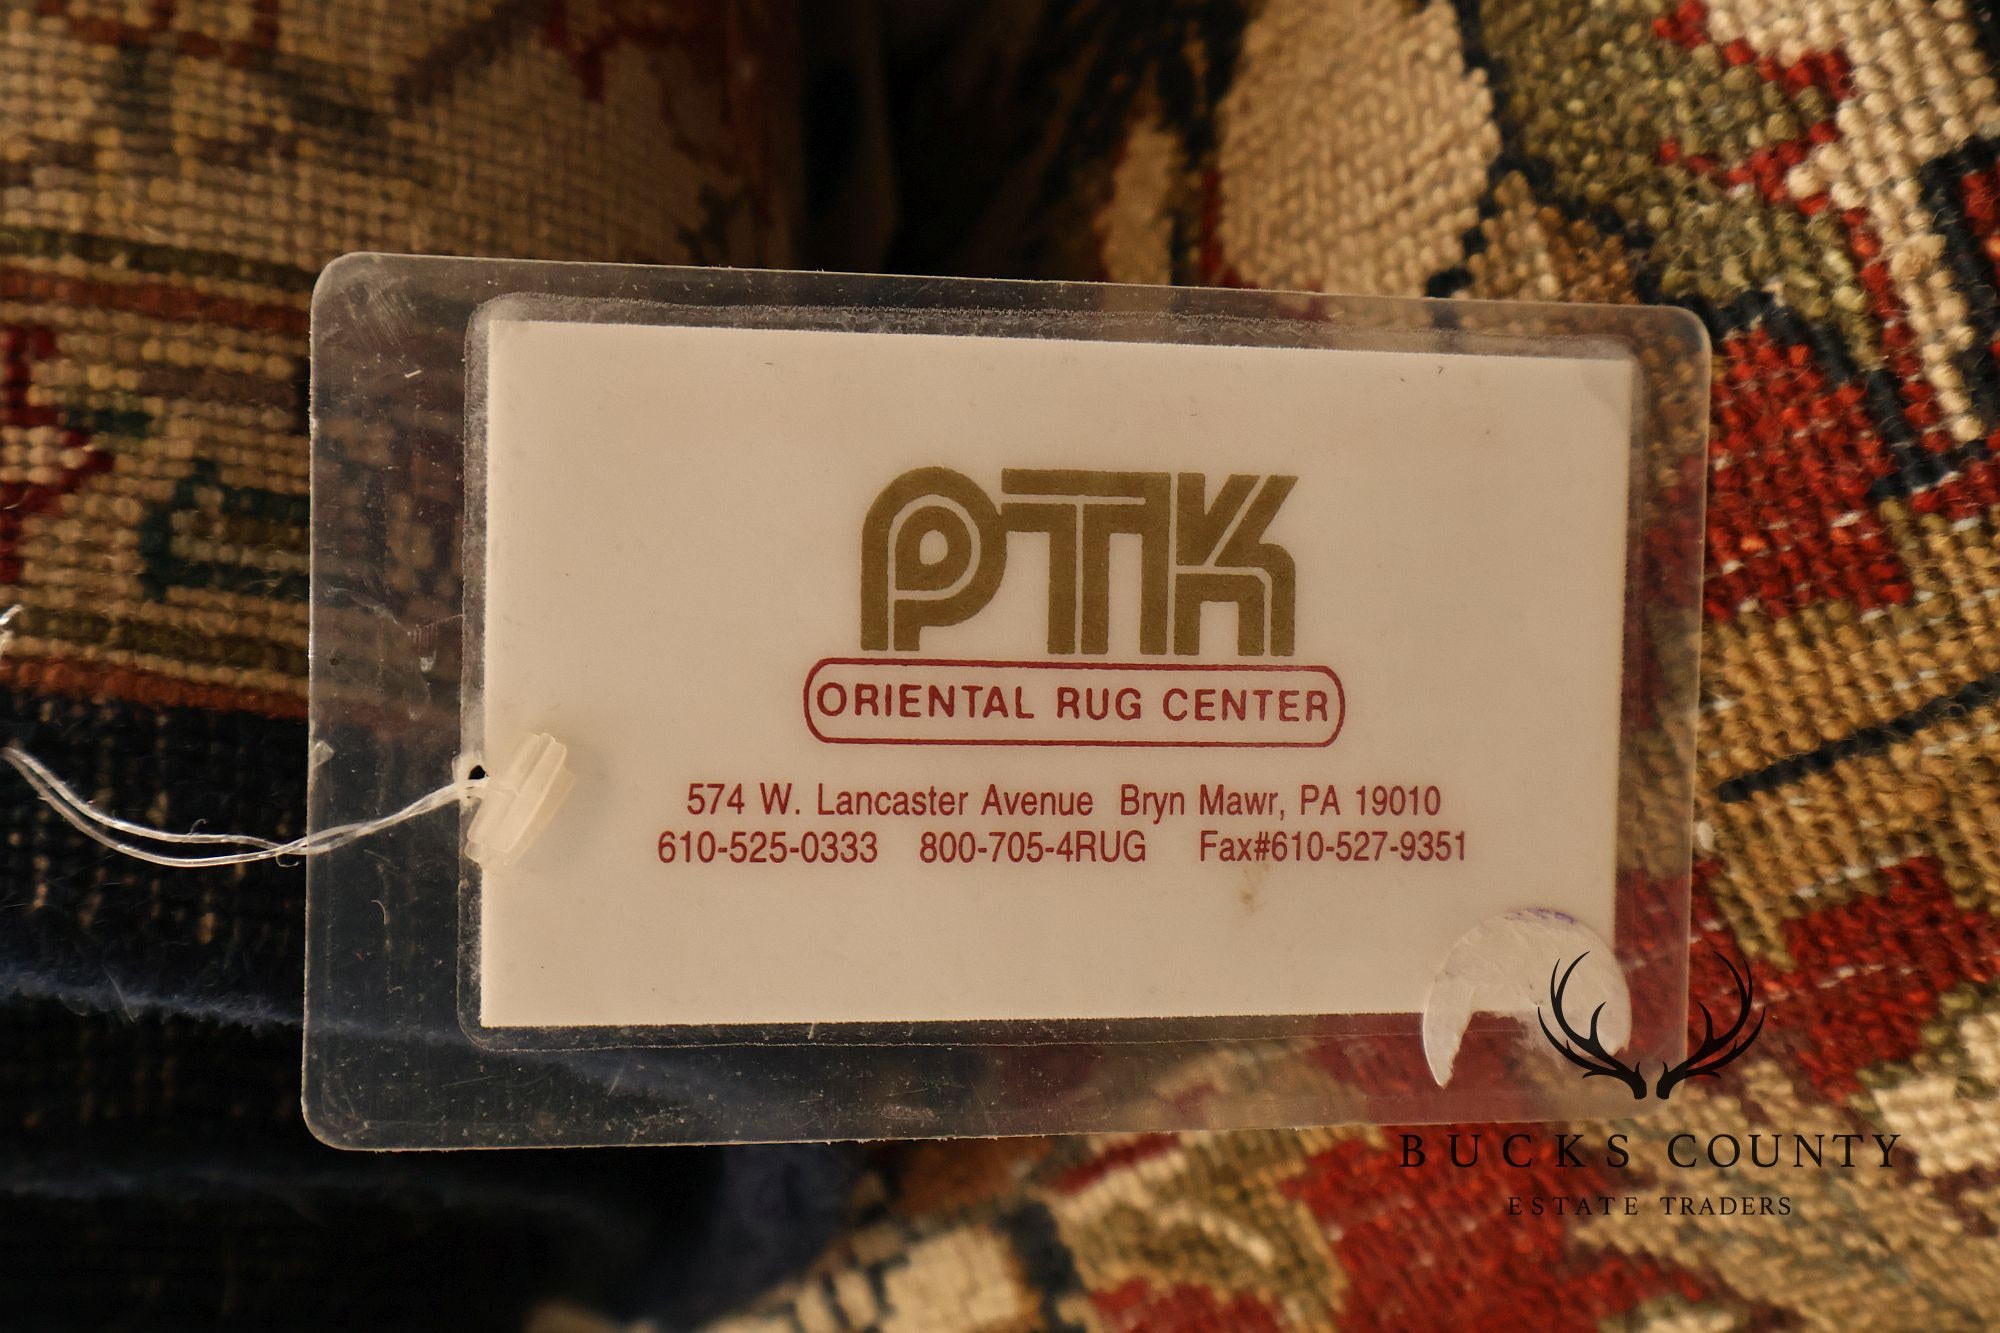 PTK
ORIENTAL RUG CENTER
574 W. Lancaster Avenue Bryn Mawr, PA 19010
610-525-0333 800-705-4RUG Fax#610-527-9351
BUCKS COUNTY
ESTATE TRADERS